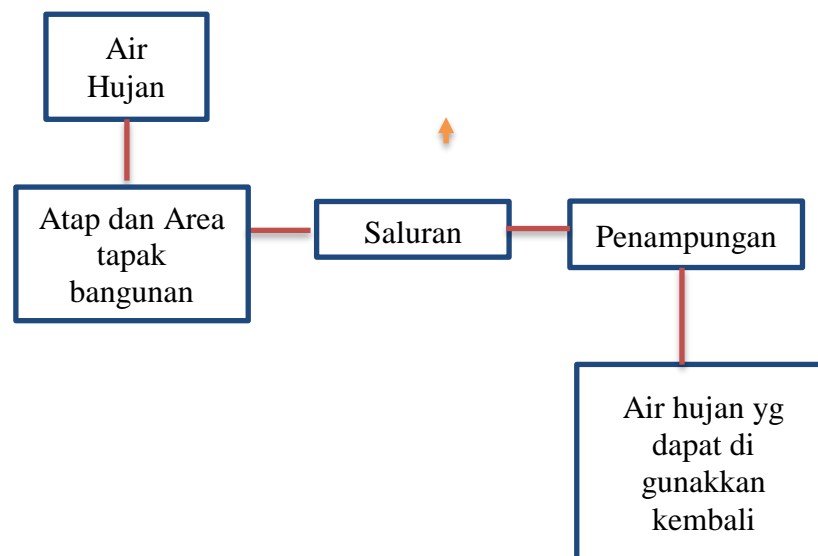 Air
Hujan
Atap dan Area
tapak
bangunan
Saluran
Penampungan
Air hujan yg
dapat di
gunakkan
kembali